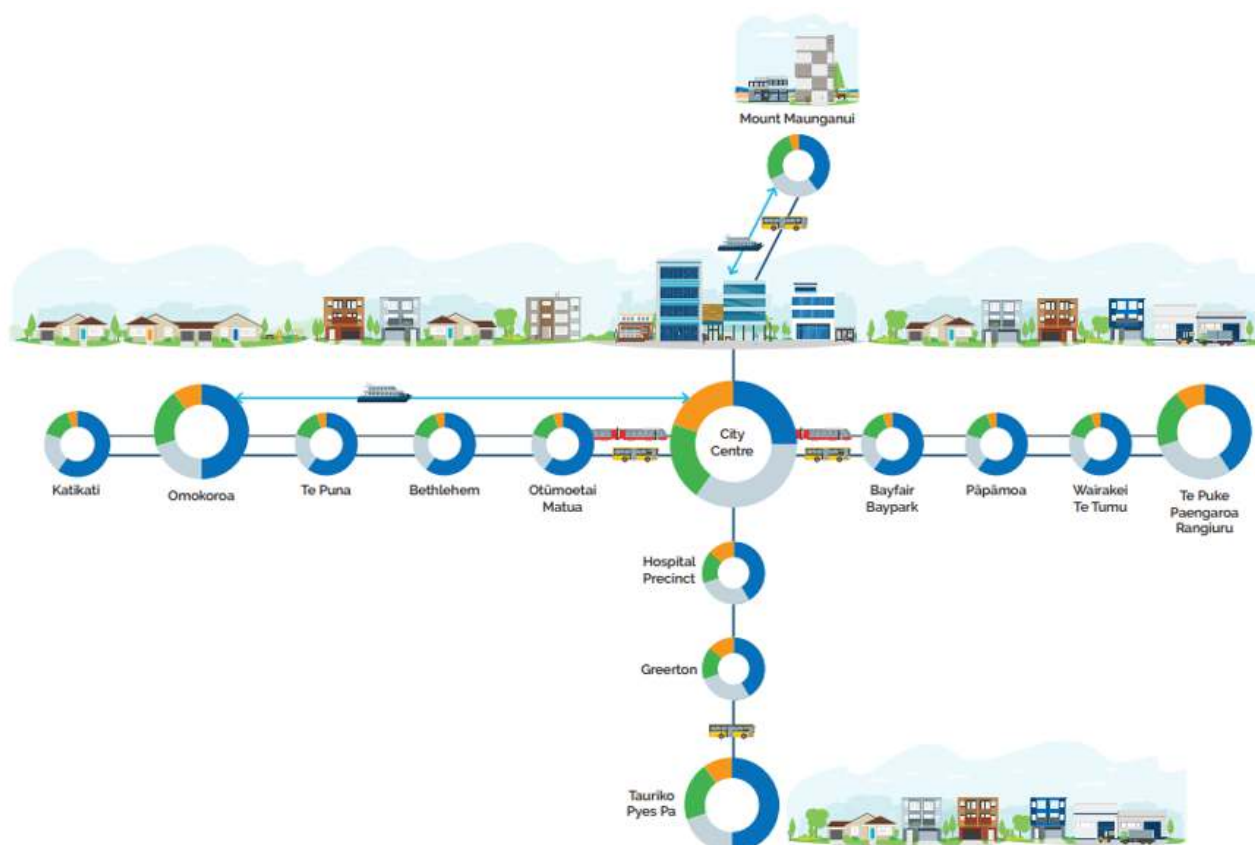 Mount Maunganui
City
Centre
Katikati
Omokoroa
Te Puna
Bethlehem
Otūmoetai
Matua
Bayfair
Baypark
Pāpāmoa
Wairakei
Te Tumu
Te Puke
Paengaroa
Rangiuru
Hospital
Precinct
Greerton
Tauriko
Pyes Pa